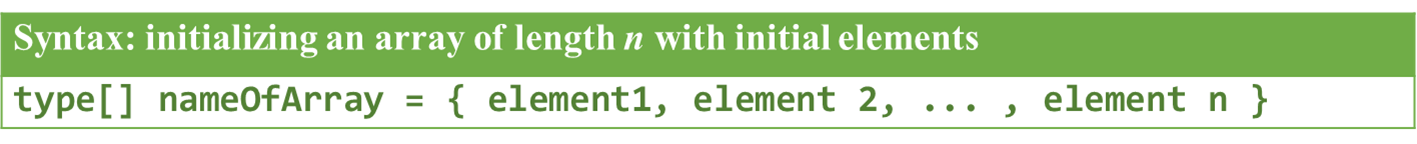 Syntax: initializing an array of length n with initial elements
type[] nameOfArray = { element1, element 2, ... , element n }